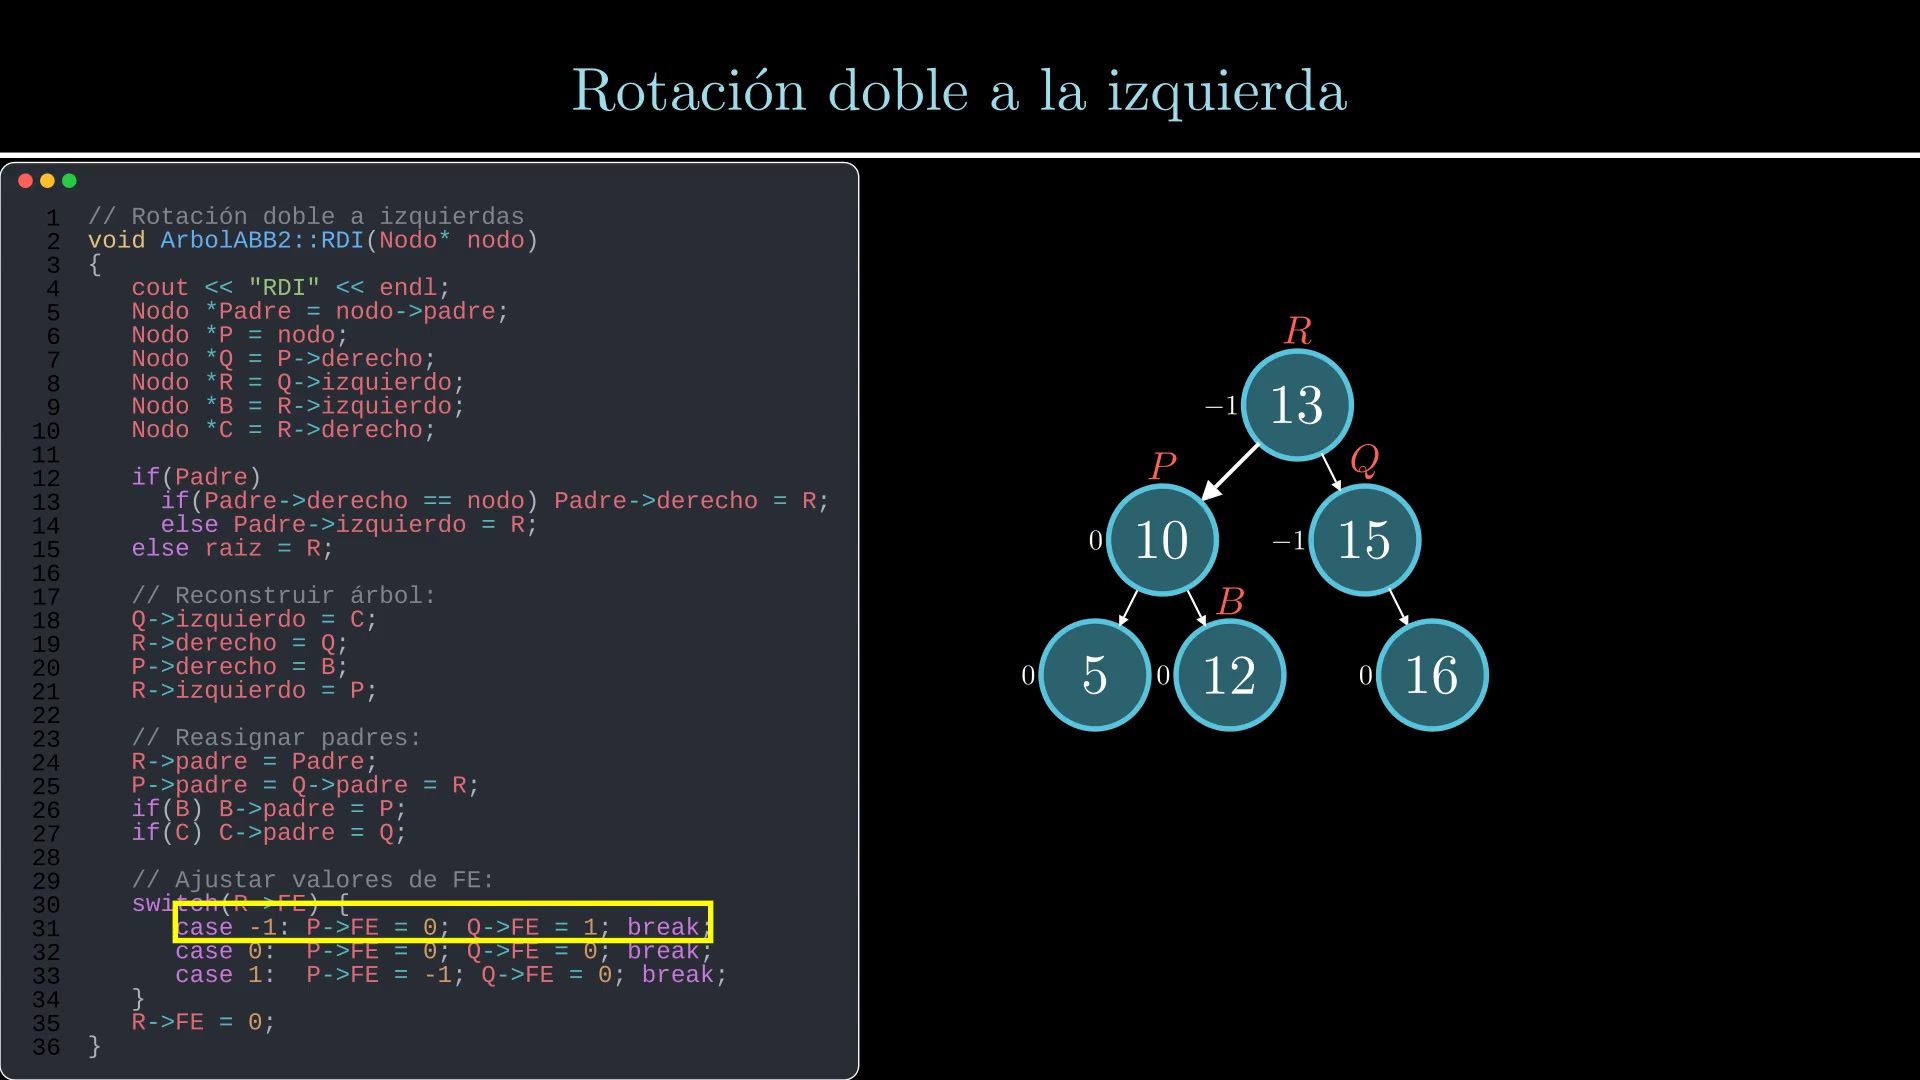 Rotación doble a la izquierda
1 // Rotación doble a izquierdas
2 void ArbolABB2::RDI(Nodo* nodo)
3 {
4 cout << "RDI" << endl;
5 Nodo *Padre = nodo->padre;
6 Nodo *P = nodo;
7 Nodo *Q = P->derecho;
8 Nodo *R = Q->izquierdo;
9 Nodo *B = R->izquierdo;
10 Nodo *C = R->derecho;
11
12 if(Padre)
13 if(Padre->derecho == nodo) Padre->derecho = R;
14 else Padre->izquierdo = R;
15 else raiz = R;
16
17 // Reconstruir árbol:
18 Q->izquierdo = C;
19 R->derecho = Q;
20 P->derecho = B;
21 R->izquierdo = P;
22
23 // Reasignar padres:
24 R->padre = Padre;
25 P->padre = Q->padre = R;
26 if(B) B->padre = P;
27 if(C) C->padre = Q;
28
29 // Ajustar valores de FE:
30 switch(R->FE) {
31 case -1: P->FE = 0; Q->FE = 1; break;
32 case 0: P->FE = 0; Q->FE = 0; break;
33 case 1: P->FE = -1; Q->FE = 0; break;
34 }
35 R->FE = 0;
36 }
R
−1 13
P Q
0 10 −1 15
B
0 5 0 12 0 16